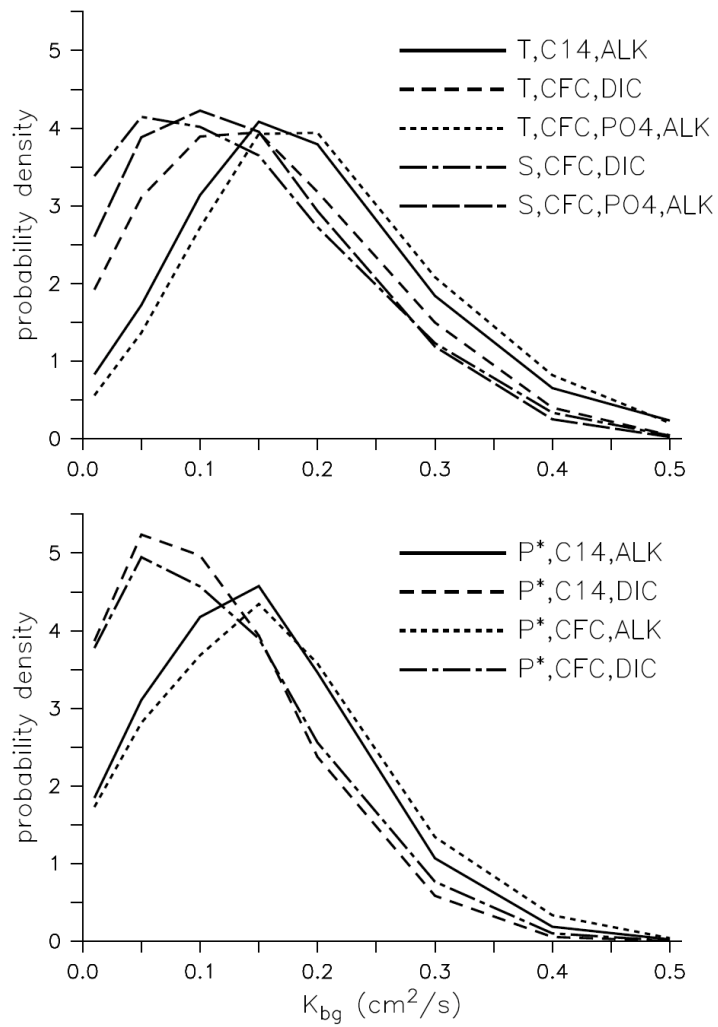 probability density
5
4
3
2
1
0
T,C14,ALK
T,CFC,DIC
T,CFC,PO4,ALK
S,CFC,DIC
S,CFC,PO4,ALK
0.0 0.1 0.2 0.3 0.4 0.5
probability density
5
4
3
2
1
0
P*,C14,ALK
P*,C14,DIC
P*,CFC,ALK
P*,CFC,DIC
0.0 0.1 0.2 0.3 0.4 0.5
K_bg (cm²/s)